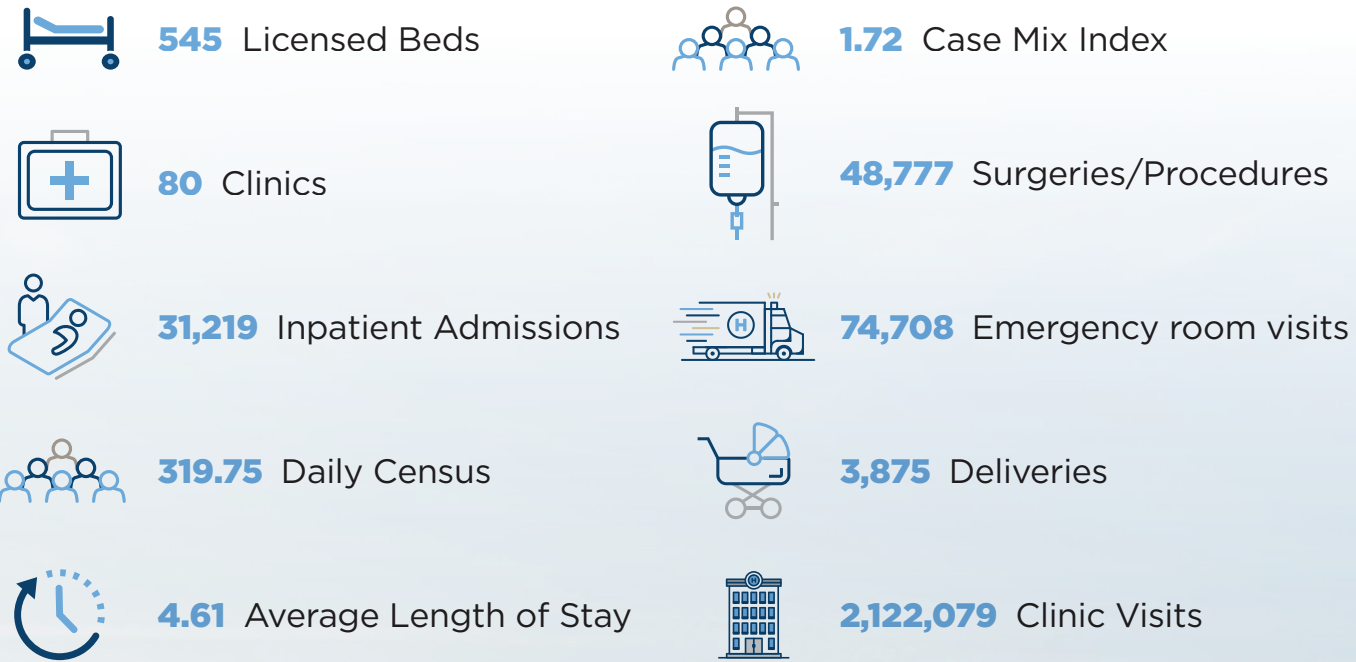 545 Licensed Beds
1.72 Case Mix Index
80 Clinics
48,777 Surgeries/Procedures
31,219 Inpatient Admissions
H
74,708 Emergency room visits
319.75 Daily Census
3,875 Deliveries
4.61 Average Length of Stay
H
2,122,079 Clinic Visits